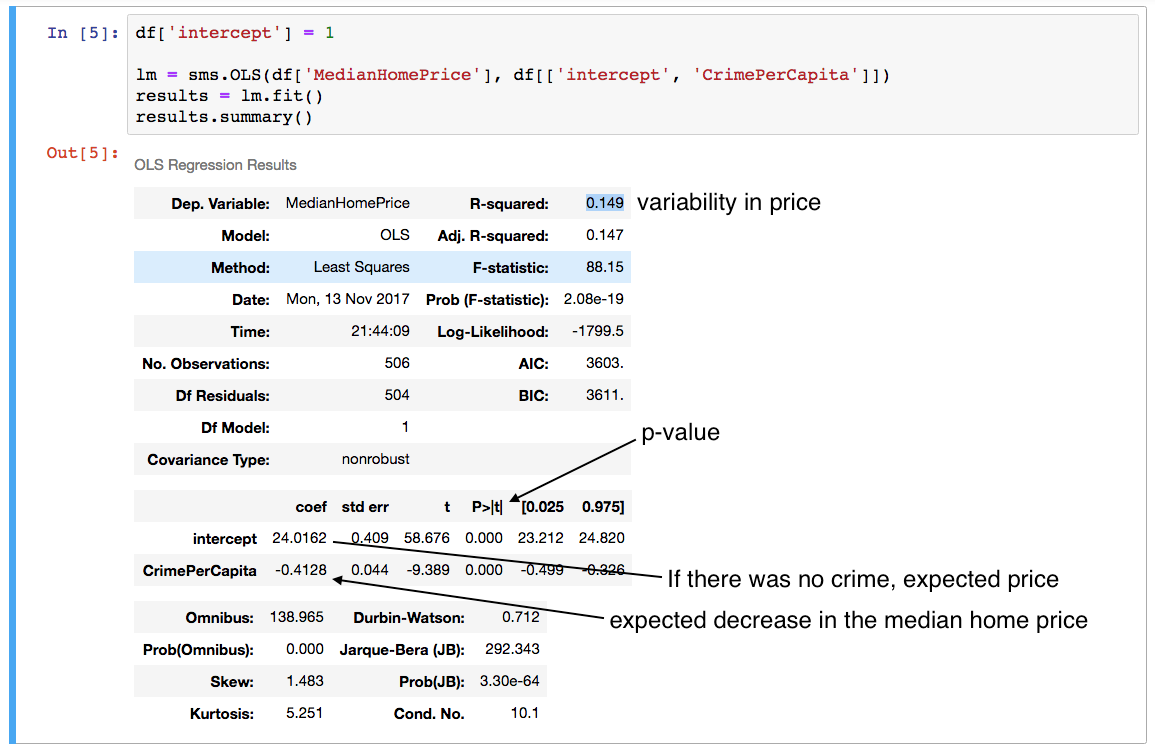 In [5]: df['intercept'] = 1
lm = sms.OLS(df['MedianHomePrice'], df[['intercept', 'CrimePerCapita']])
results = lm.fit()
results.summary()
Out[5]:
OLS Regression Results
Dep. Variable: MedianHomePrice R-squared: 0.149 variability in price
Model: OLS Adj. R-squared: 0.147
Method: Least Squares F-statistic: 88.15
Date: Mon, 13 Nov 2017 Prob (F-statistic): 2.08e-19
Time: 21:44:09 Log-Likelihood: -1799.5
No. Observations: 506 AIC: 3603.
Df Residuals: 504 BIC: 3611.
Df Model: 1
p-value
Covariance Type: nonrobust
coef std err t P>|t| [0.025 0.975]
intercept 24.0162 0.409 58.676 0.000 23.212 24.820
CrimePerCapita -0.4128 0.044 -9.389 0.000 -0.499 -0.326
If there was no crime, expected price
expected decrease in the median home price
Omnibus: 138.965 Durbin-Watson: 0.712
Prob(Omnibus): 0.000 Jarque-Bera (JB): 292.343
Skew: 1.483 Prob(JB): 3.30e-64
Kurtosis: 5.251 Cond. No. 10.1